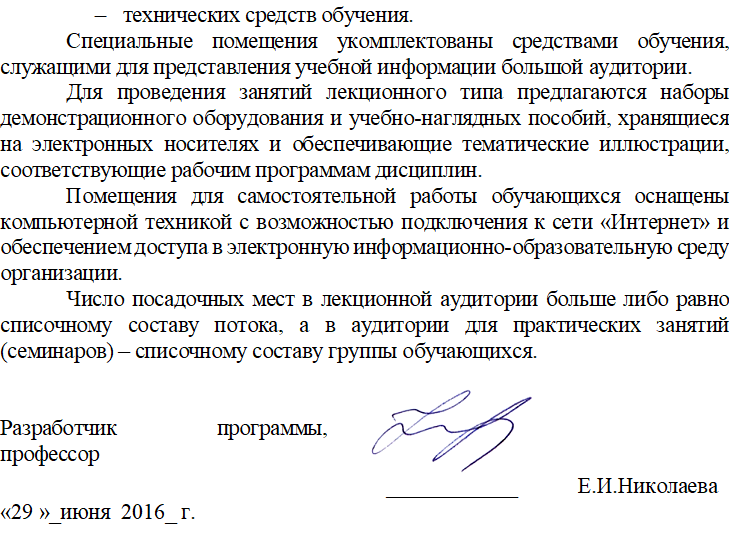 – технических средств обучения.
Специальные помещения укомплектованы средствами обучения,
служащими для представления учебной информации большой аудитории.
Для проведения занятий лекционного типа предлагаются наборы
демонстрационного оборудования и учебно-наглядных пособий, хранящиеся
на электронных носителях и обеспечивающие тематические иллюстрации,
соответствующие рабочим программам дисциплин.
Помещения для самостоятельной работы обучающихся оснащены
компьютерной техникой с возможностью подключения к сети «Интернет» и
обеспечением доступа в электронную информационно-образовательную среду
организации.
Число посадочных мест в лекционной аудитории больше либо равно
списочному составу потока, а в аудитории для практических занятий
(семинаров) – списочному составу группы обучающихся.
Разработчик программы,
профессор
____________ Е.И.Николаева
«29 »_июня 2016_ г.